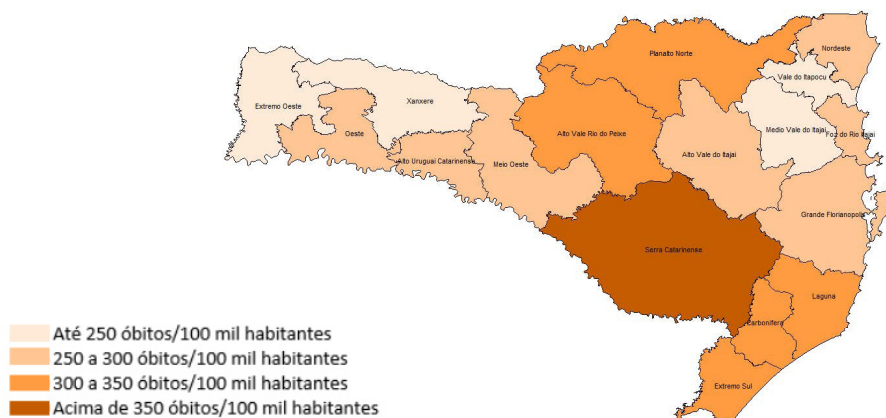 Nordeste
Planalto Norte
Vale do Itapocu
Xanxere
Extremo Oeste
Medio Vale do Itajai
Foz do Rio Itajai
Oeste
Alto Vale Rio do Peixe
Alto Vale do Itajai
Alto Uruguai Catarinense
Meio Oeste
Grande Florianopolis
Serra Catarinense
Laguna
Carbonifera
Extremo Sul
Até 250 óbitos/100 mil habitantes
250 a 300 óbitos/100 mil habitantes
300 a 350 óbitos/100 mil habitantes
Acima de 350 óbitos/100 mil habitantes